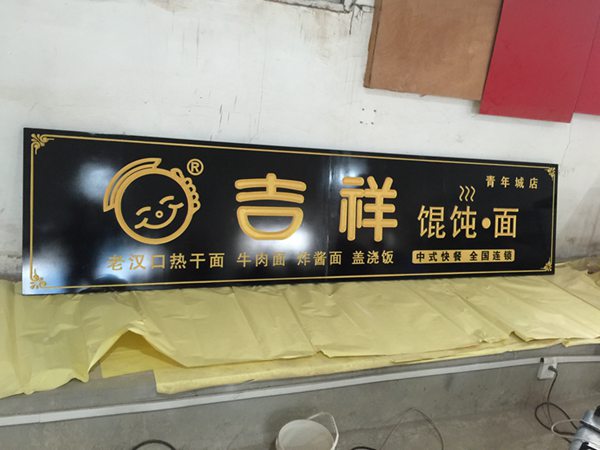 ®
青年城店
吉祥 馄饨·面
老汉口热干面 牛肉面 炸酱面 盖浇饭
中式快餐 全国连锁